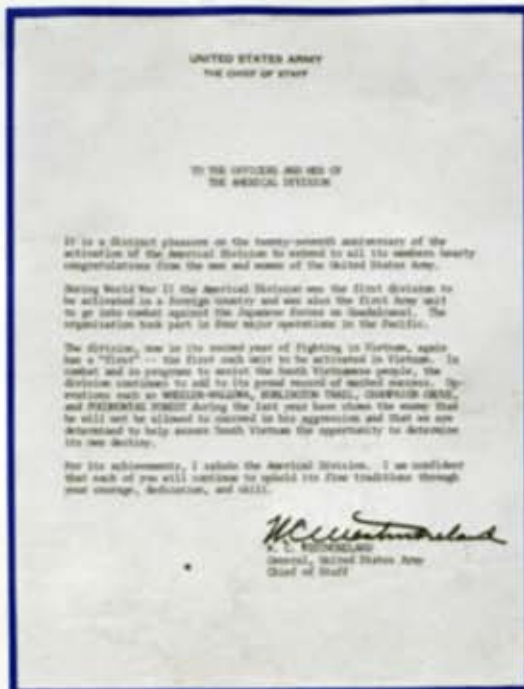 UNITED STATES ARMY
THE CHIEF OF STAFF
TO THE OFFICERS AND MEN OF
THE AMERICAL DIVISION
It is a distinct pleasure on the twenty-seventh anniversary of the
activation of the Americal Division to extend to all its members hearty
congratulations from the men and women of the United States Army.
During World War II the Americal Division was the first division to
be activated in a foreign country and was also the first Army unit
to go into combat against the Japanese forces on Guadalcanal. The
organization took part in four major operations in the Pacific.
The division, now in its second year of fighting in Vietnam, again
has a "first" -- the first such unit to be activated in Vietnam. In
combat and in programs to assist the South Vietnamese people, the
division continues to add to its proud record of marked success. Op-
erations such as WHEELER-WALLOWA, BURLINGTON TRAIL,
and POCAHONTAS FOREST during the last year have shown the enemy that
he will not be allowed to succeed in his aggression and that we are
determined to help assure South Vietnam the opportunity to determine
its own destiny.
For its achievements, I salute the Americal Division. I am confident
that each of you will continue to uphold its fine traditions through
your courage, dedication, and skill.
W C Westmoreland
W. C. WESTMORELAND
General, United States Army
Chief of Staff